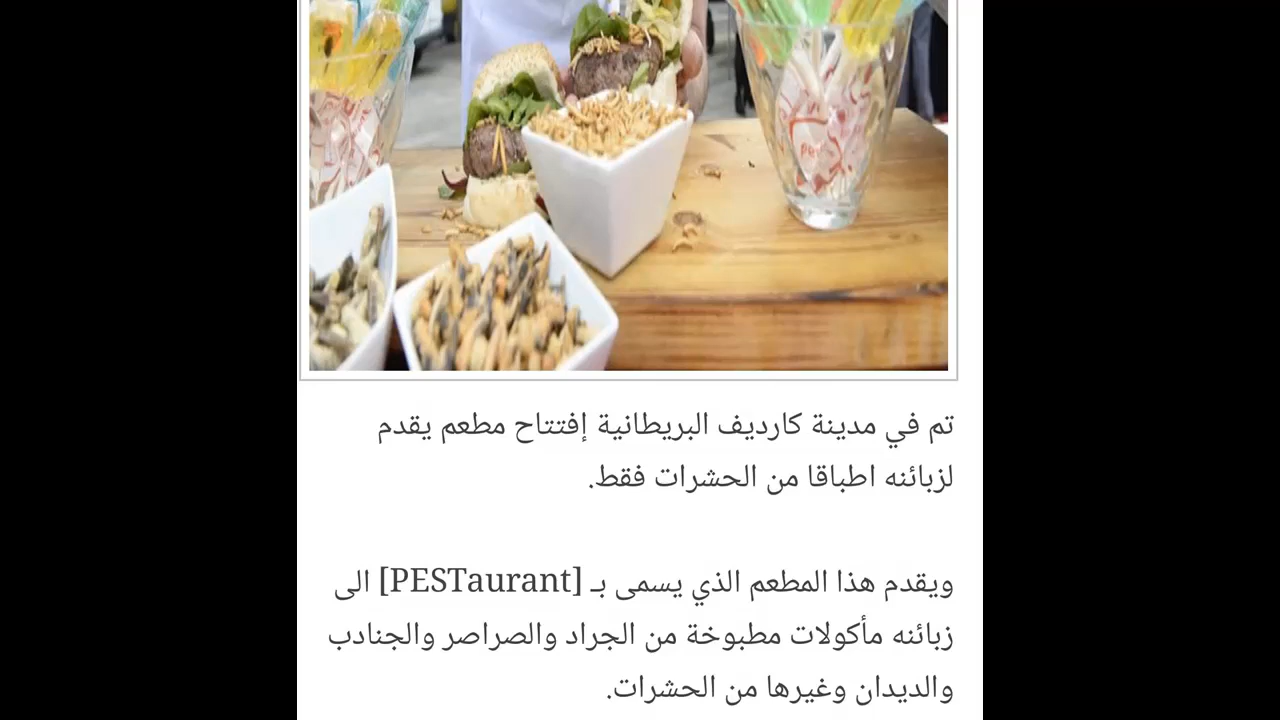 تم في مدينة كارديف البريطانية إفتتاح مطعم يقدم
لزبائنه اطباقا من الحشرات فقط.
ويقدم هذا المطعم الذي يسمى بـ [PESTaurant] الى
زبائنه مأكولات مطبوخة من الجراد والصراصر والجنادب
والديدان وغيرها من الحشرات.